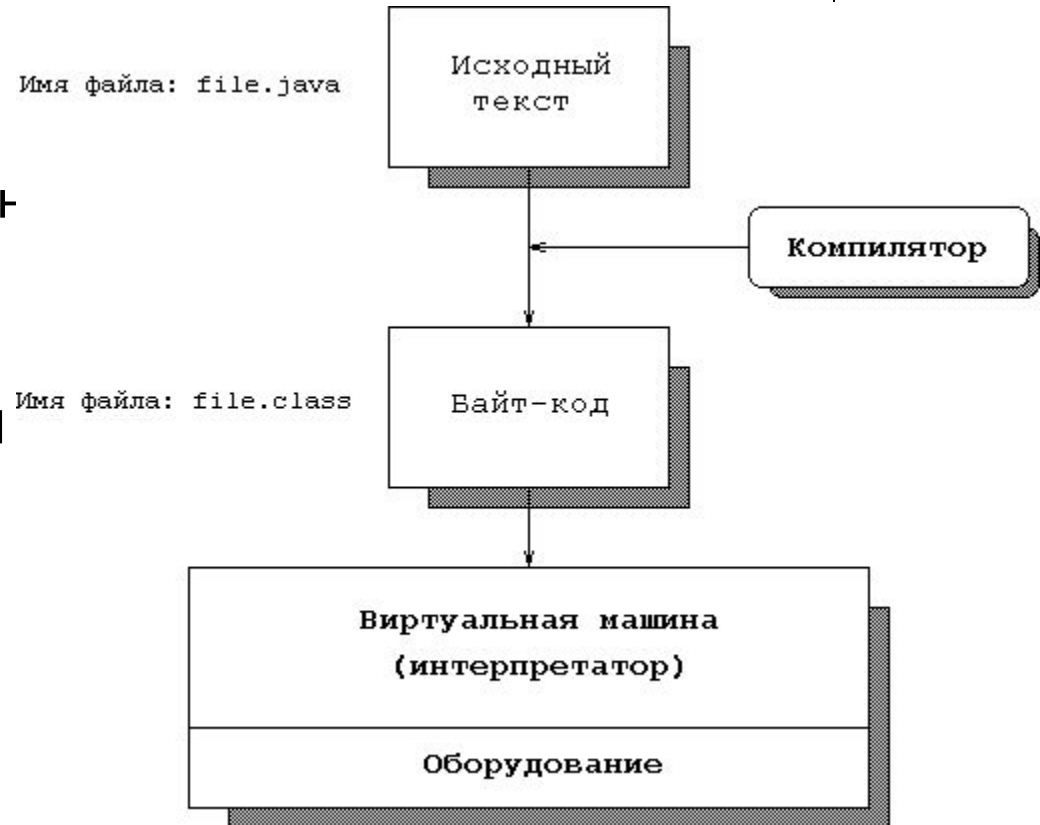 Исходный
текст
Имя файла: file.java
Компилятор
Имя файла: file.class
Байт-код
Виртуальная машина
(интерпретатор)
Оборудование